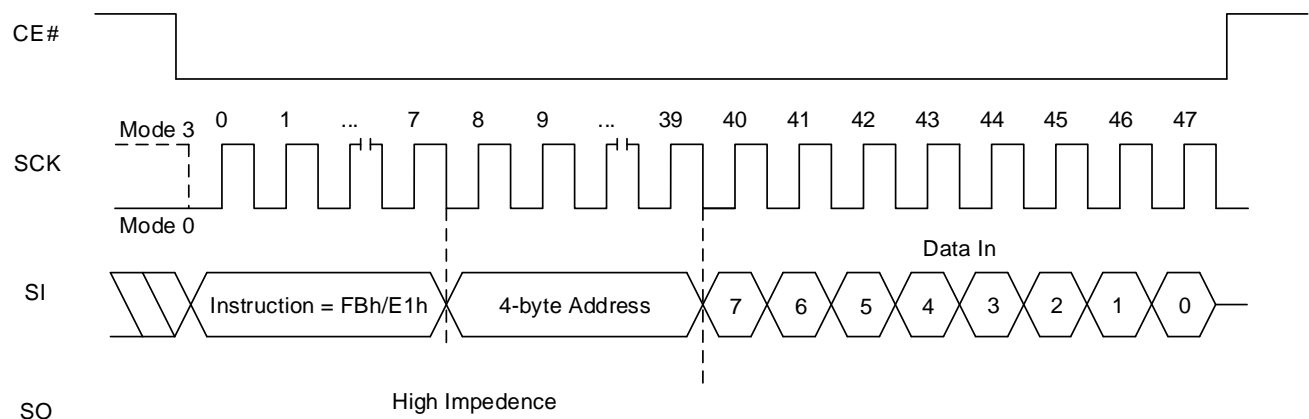 CE#
0 1 ... 7 8 9 ... 39 40 41 42 43 44 45 46 47
Mode 3
SCK
Mode 0
Data In
SI
Instruction = FBh/E1h 4-byte Address 7 6 5 4 3 2 1 0
High Impedence
SO